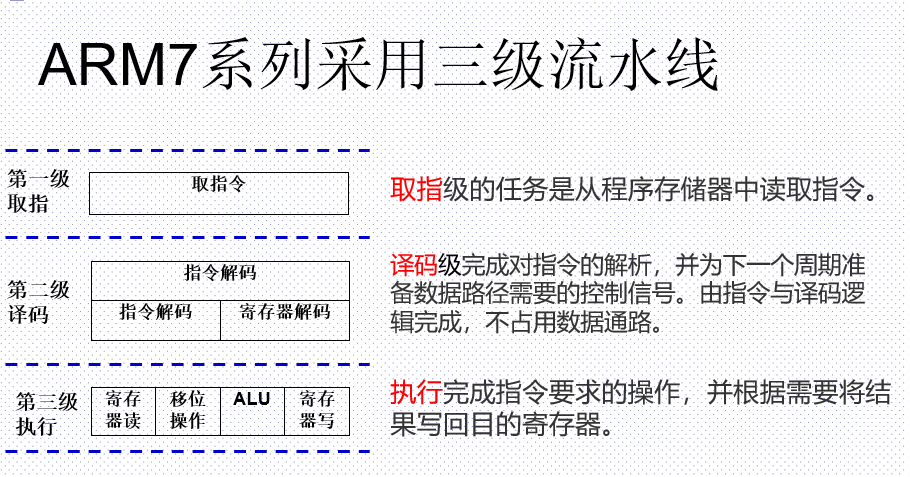 ARM7系列采用三级流水线
第一级
取指
取指令
取指级的任务是从程序存储器中读取指令。
第二级
译码
指令解码
指令解码
寄存器解码
译码级完成对指令的解析，并为下一个周期准
备数据路径需要的控制信号。由指令与译码逻
辑完成，不占用数据通路。
第三级
执行
寄存
器读
移位
操作
ALU
寄存
器写
执行完成指令要求的操作，并根据需要将结
果写回目的寄存器。